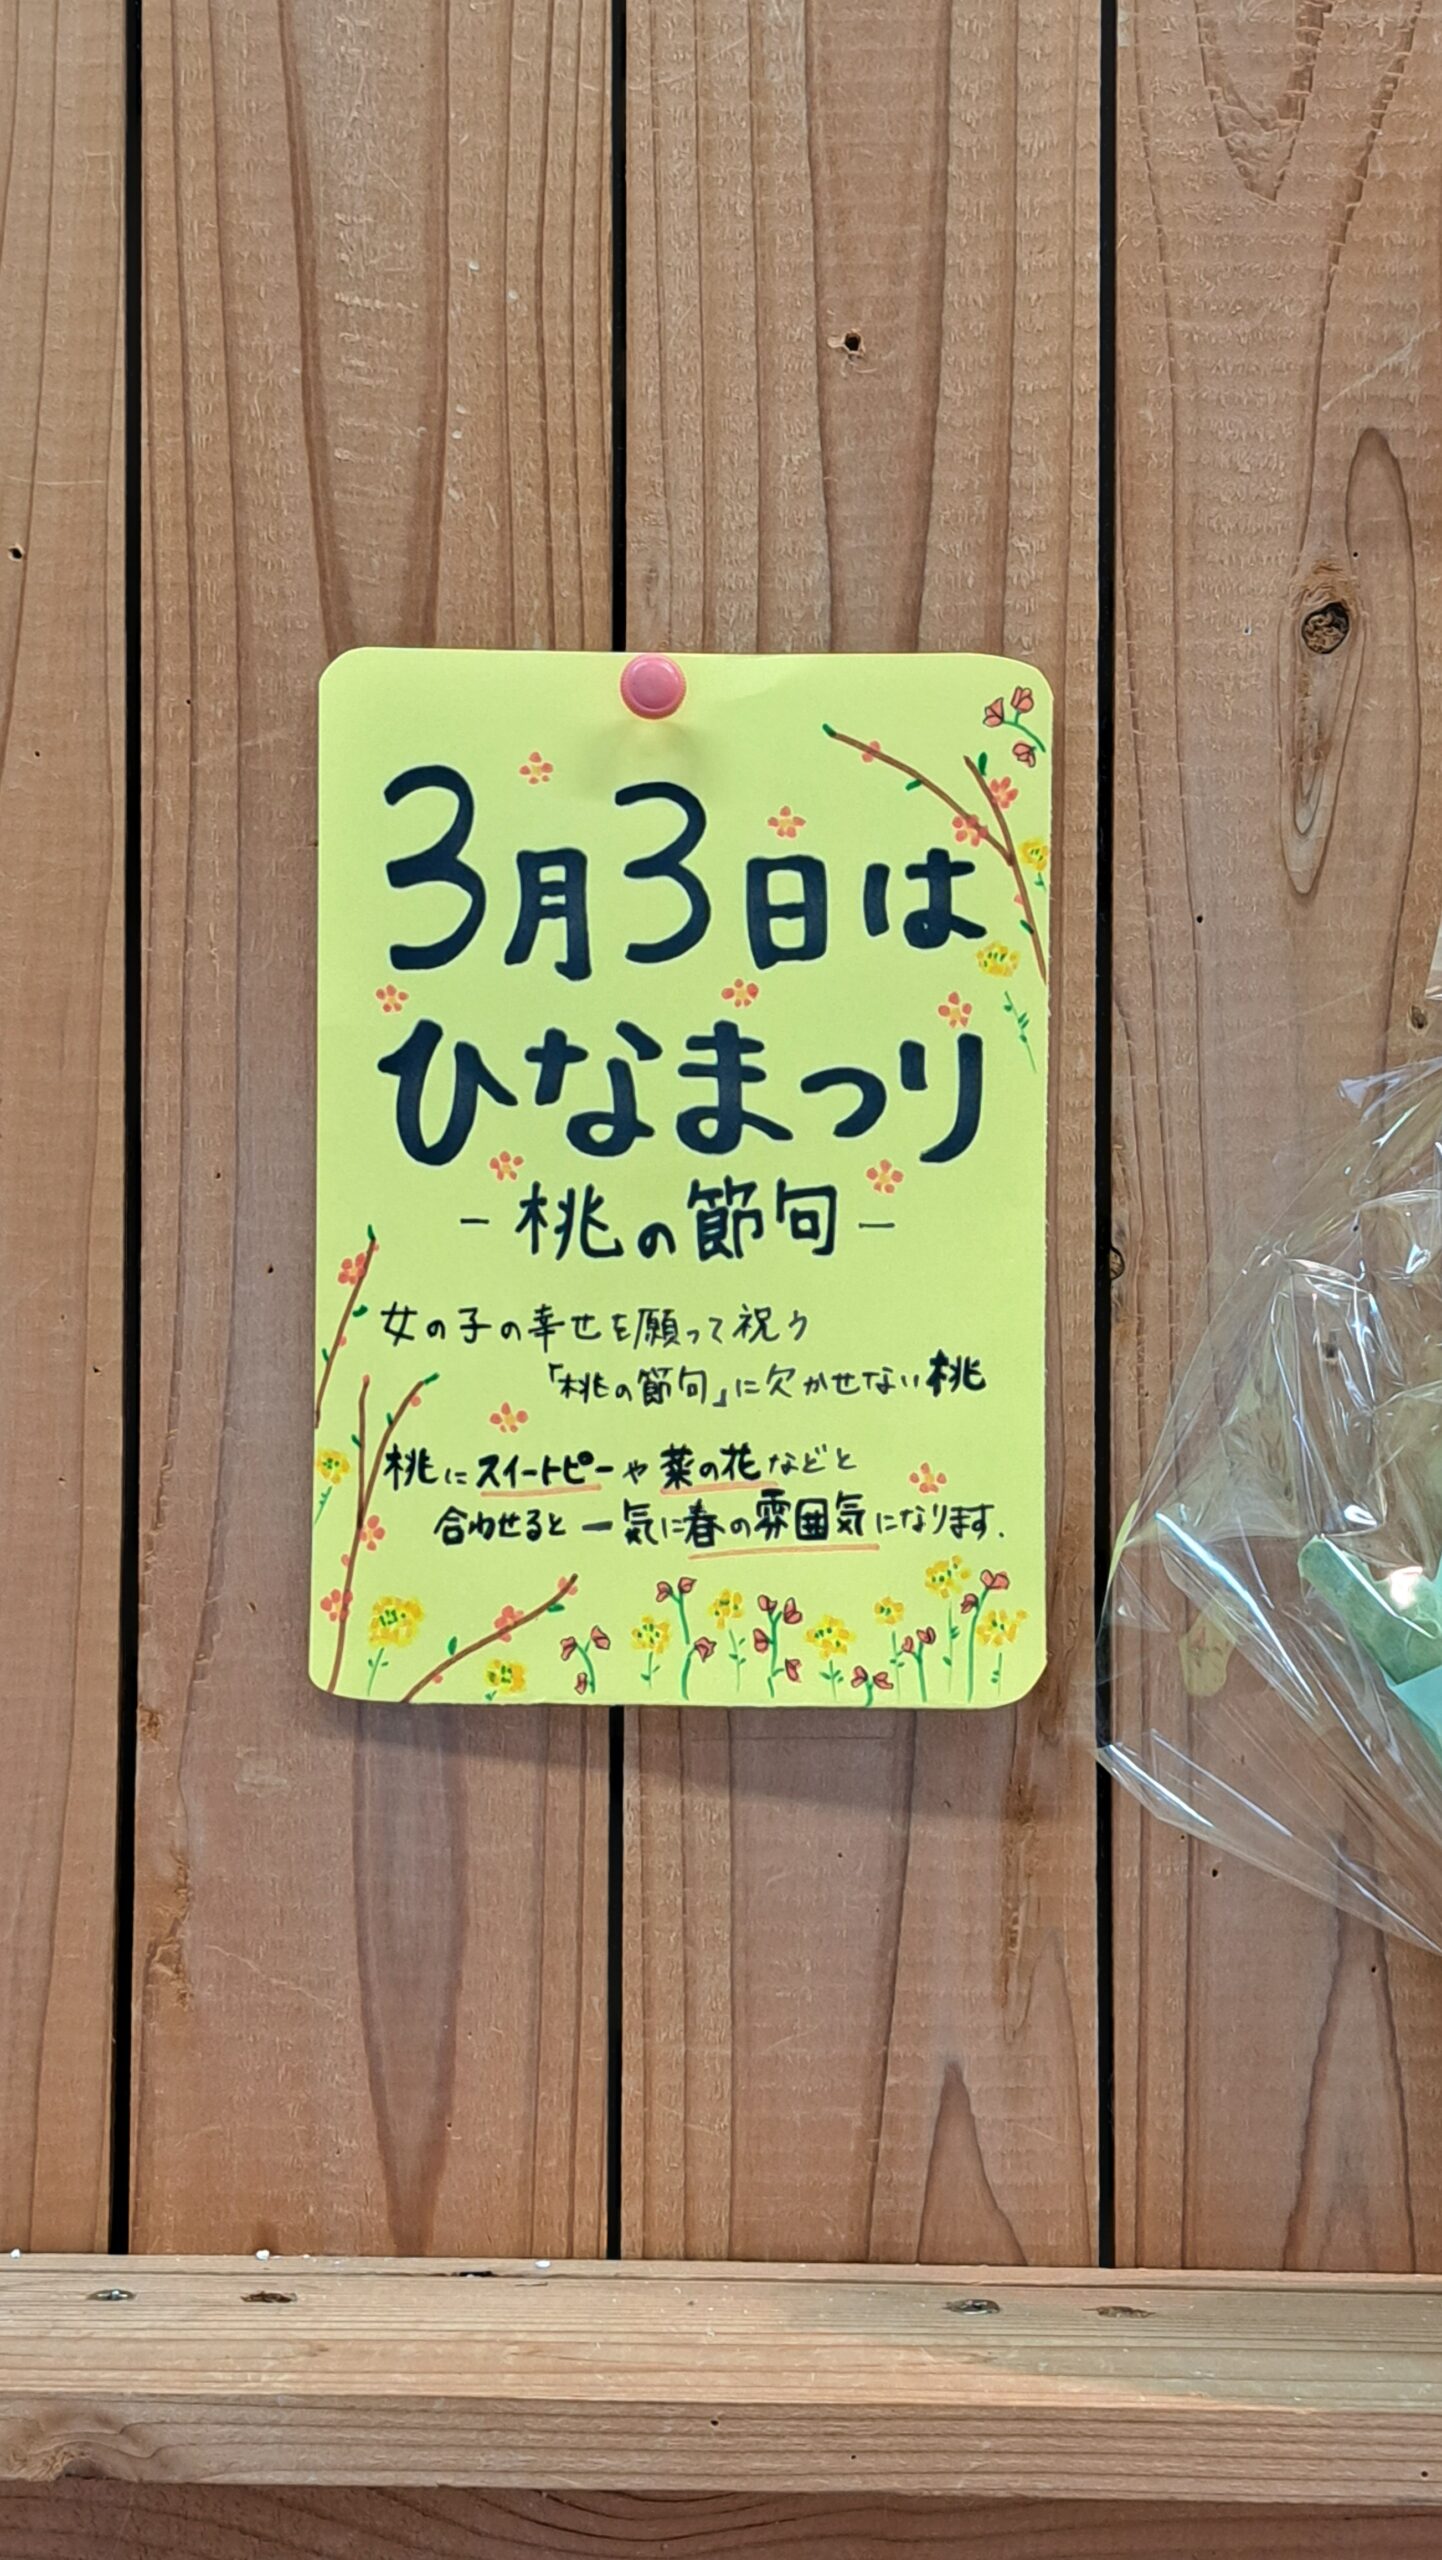 3月3日は
ひなまつり
-桃の節句-
女の子の幸せを願って祝う
「桃の節句」に欠かせない桃
桃にスイートピーや菜の花などと
合わせると一気に春の雰囲気になります.